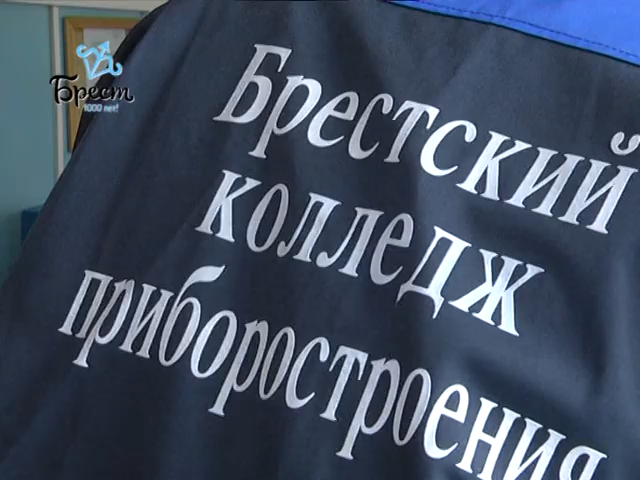 Брест
1000 лет!
Брестский
колледж
приборостроения